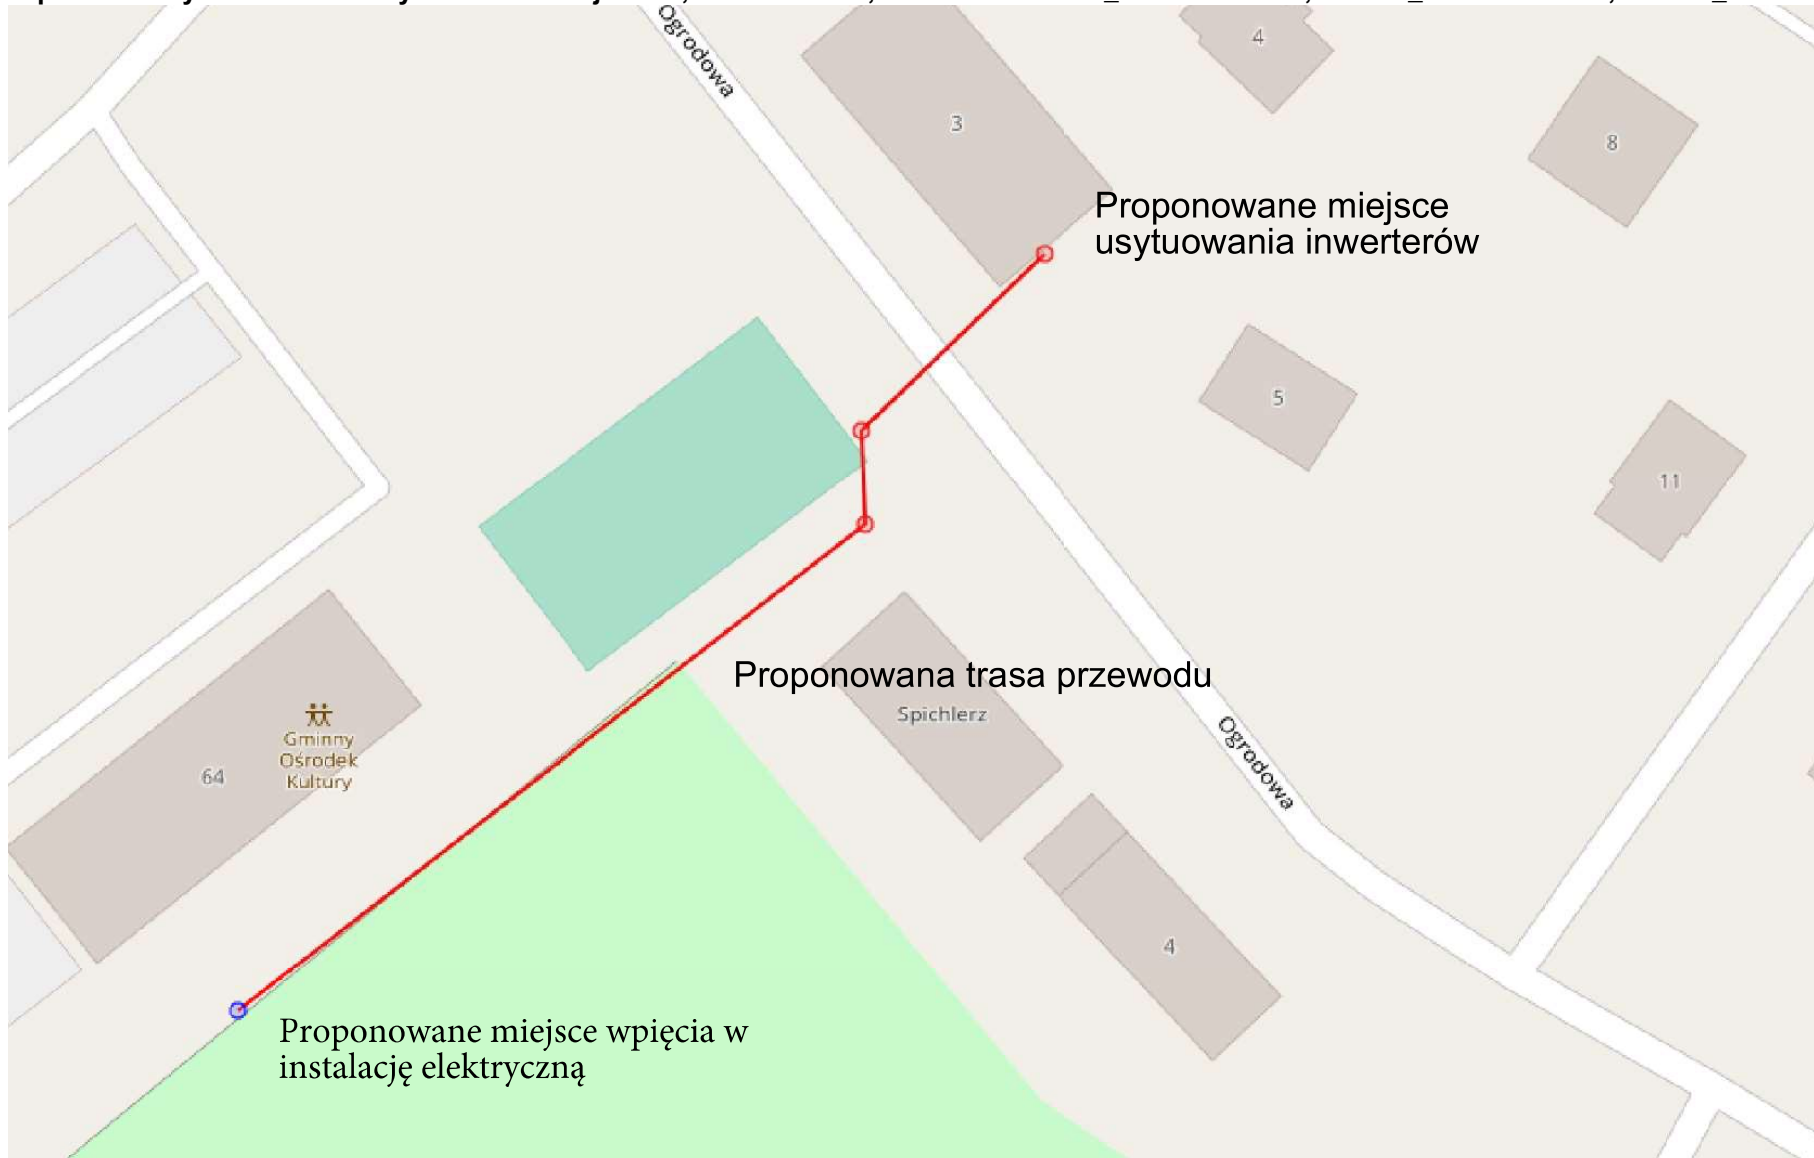 Ogrodowa
4
3
8
Proponowane miejsce
usytuowania inwerterów
5
11
Proponowana trasa przewodu
Spichlerz
Gminny
Ośrodek
Kultury
64
Ogrodowa
4
Proponowane miejsce wpięcia w
instalację elektryczną